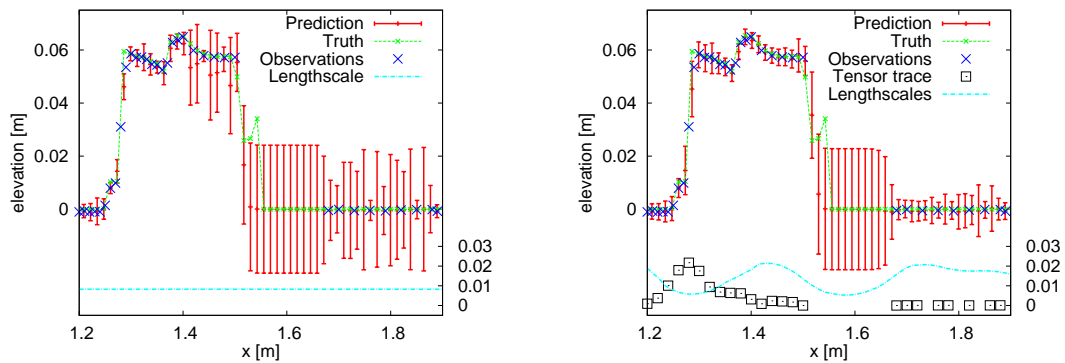 Prediction
Truth
Observations
Lengthscale
elevation [m]
0.06
0.04
0.02
0
0.03
0.02
0.01
0
1.2
1.4
1.6
1.8
x [m]
Prediction
Truth
Observations
Tensor trace
Lengthscales
elevation [m]
0.06
0.04
0.02
0
0.03
0.02
0.01
0
1.2
1.4
1.6
1.8
x [m]